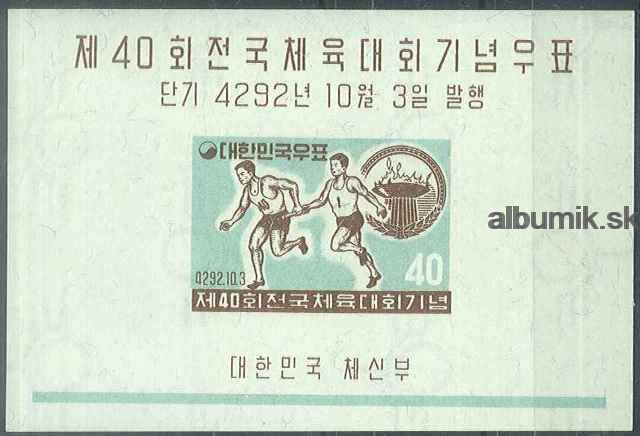 제40회전국체육대회기념우표
단기 4292년 10월 3일 발행
대한민국우표
1
albumik.sk
4292.10.3
40
제40회전국체육대회기념
대한민국 체신부